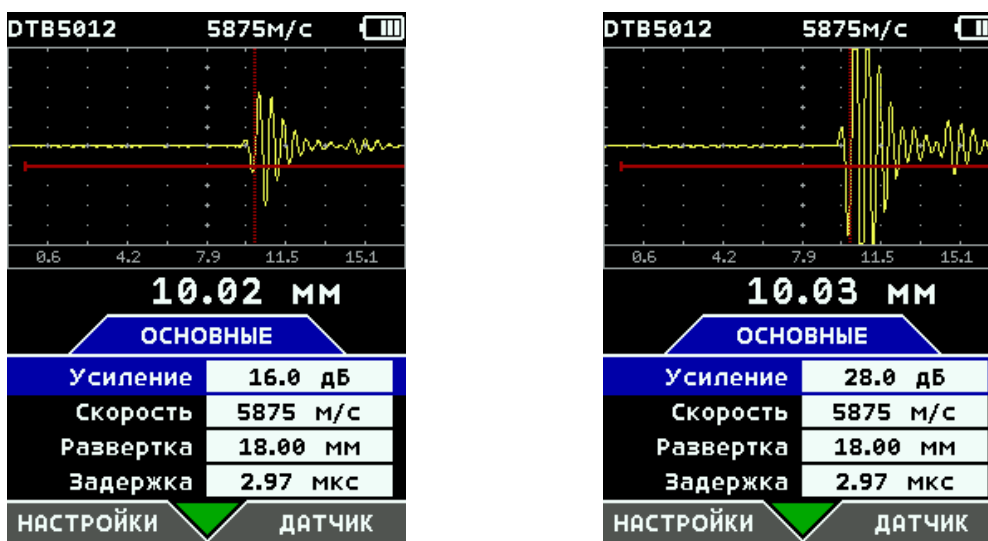 DTB5012 5875м/с
0.6 4.2 7.9 11.5 15.1
10.02 мм
ОСНОВНЫЕ
Усиление 16.0 дБ
Скорость 5875 м/с
Развертка 18.00 мм
Задержка 2.97 мкс
НАСТРОЙКИ ДАТЧИК
DTB5012 5875м/с
0.6 4.2 7.9 11.5 15.1
10.03 мм
ОСНОВНЫЕ
Усиление 28.0 дБ
Скорость 5875 м/с
Развертка 18.00 мм
Задержка 2.97 мкс
НАСТРОЙКИ ДАТЧИК